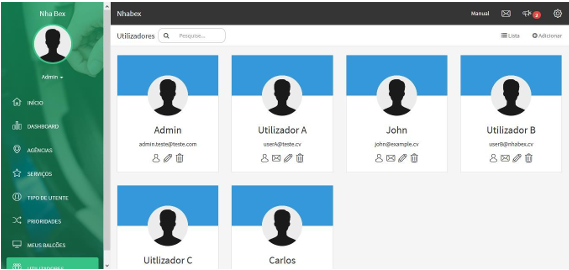 Nha Bex
Nhabex
Manual
2
Utilizadores
Pesquise...
Lista
Adicionar
Admin
INÍCIO
DASHBOARD
AGÊNCIAS
SERVIÇOS
TIPO DE UTENTE
PRIORIDADES
MEUS BALCÕES
UTILIZADORES
Admin
admin.teste@teste.com
Utilizador A
userA@teste.cv
John
john@example.cv
Utilizador B
userB@nhabex.cv
Uitlizador C
Carlos